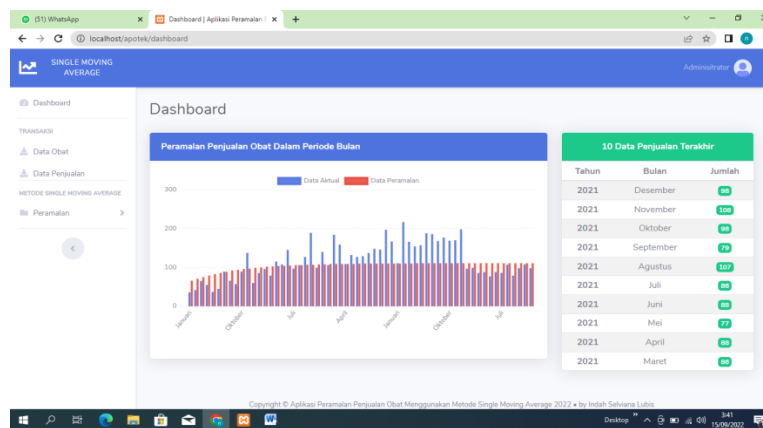 (51) WhatsApp
Dashboard | Aplikasi Peramalan
localhost/apotek/dashboard
SINGLE MOVING
AVERAGE
Administrator
Dashboard
TRANSAKSI
Data Obat
Data Penjualan
METODE SINGLE MOVING AVERAGE
Peramalan
Dashboard
Peramalan Penjualan Obat Dalam Periode Bulan
Data Aktual
Data Peramalan
300
200
100
0
Januari
Oktober
Juli
April
Januari
Oktober
Juli
10 Data Penjualan Terakhir
Tahun Bulan Jumlah
2021 Desember 98
2021 November 108
2021 Oktober 98
2021 September 79
2021 Agustus 107
2021 Juli 88
2021 Juni 88
2021 Mei 77
2021 April 88
2021 Maret 86
Copyright © Aplikasi Peramalan Penjualan Obat Menggunakan Metode Single Moving Average 2022 • by Indah Selviana Lubis
Desktop
3:41
15/09/2022